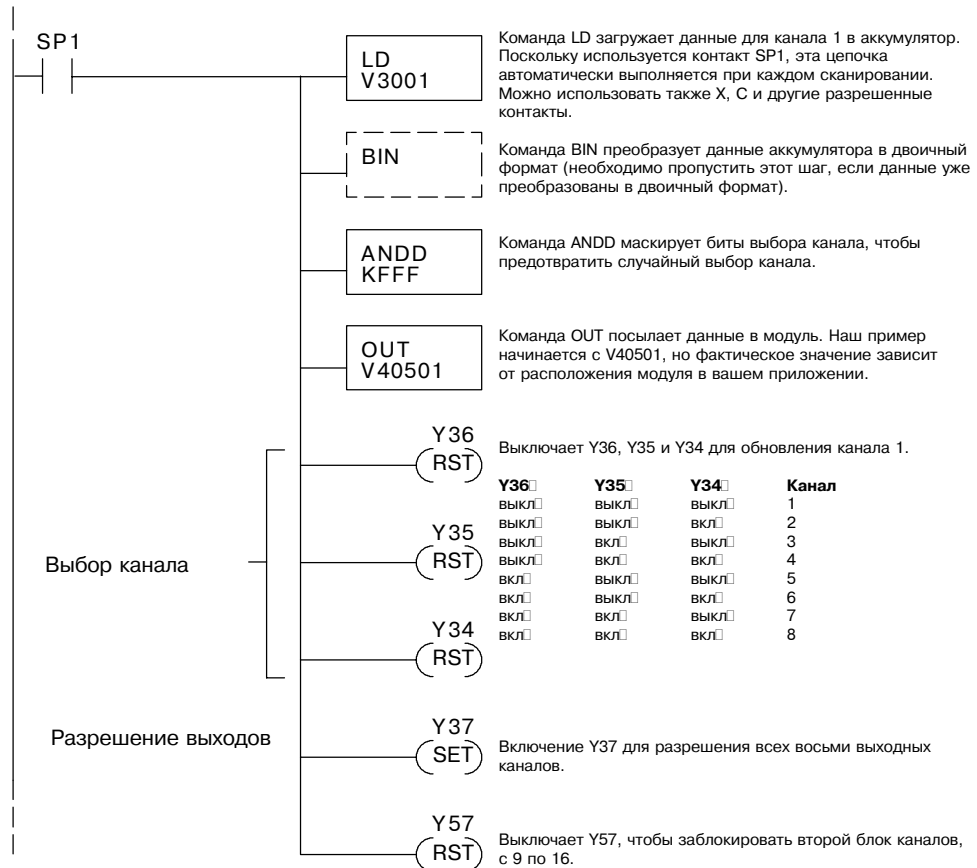 SP1
LD
V3001
Команда LD загружает данные для канала 1 в аккумулятор.
Поскольку используется контакт SP1, эта цепочка
автоматически выполняется при каждом сканировании.
Можно использовать также X, C и другие разрешенные
контакты.
BIN
Команда BIN преобразует данные аккумулятора в двоичный
формат (необходимо пропустить этот шаг, если данные уже
преобразованы в двоичный формат).
ANDD
KFFF
Команда ANDD маскирует биты выбора канала, чтобы
предотвратить случайный выбор канала.
OUT
V40501
Команда OUT посылает данные в модуль. Наш пример
начинается с V40501, но фактическое значение зависит
от расположения модуля в вашем приложении.
Y36
RST
Выключает Y36, Y35 и Y34 для обновления канала 1.
Y36 Y35 Y34 Канал
выкл выкл выкл 1
выкл выкл вкл 2
выкл вкл выкл 3
выкл вкл вкл 4
вкл выкл выкл 5
вкл выкл вкл 6
вкл вкл выкл 7
вкл вкл вкл 8
Y35
RST
Выбор канала
Y34
RST
Разрешение выходов
Y37
SET
Включение Y37 для разрешения всех восьми выходных
каналов.
Y57
RST
Выключает Y57, чтобы заблокировать второй блок каналов,
с 9 по 16.